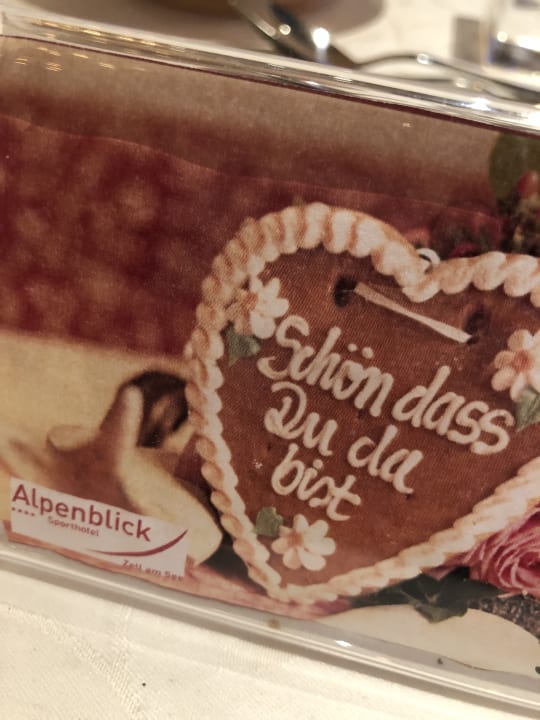 Schön dass
Du da
bist
Alpenblick
Sporthotel
Zell am See